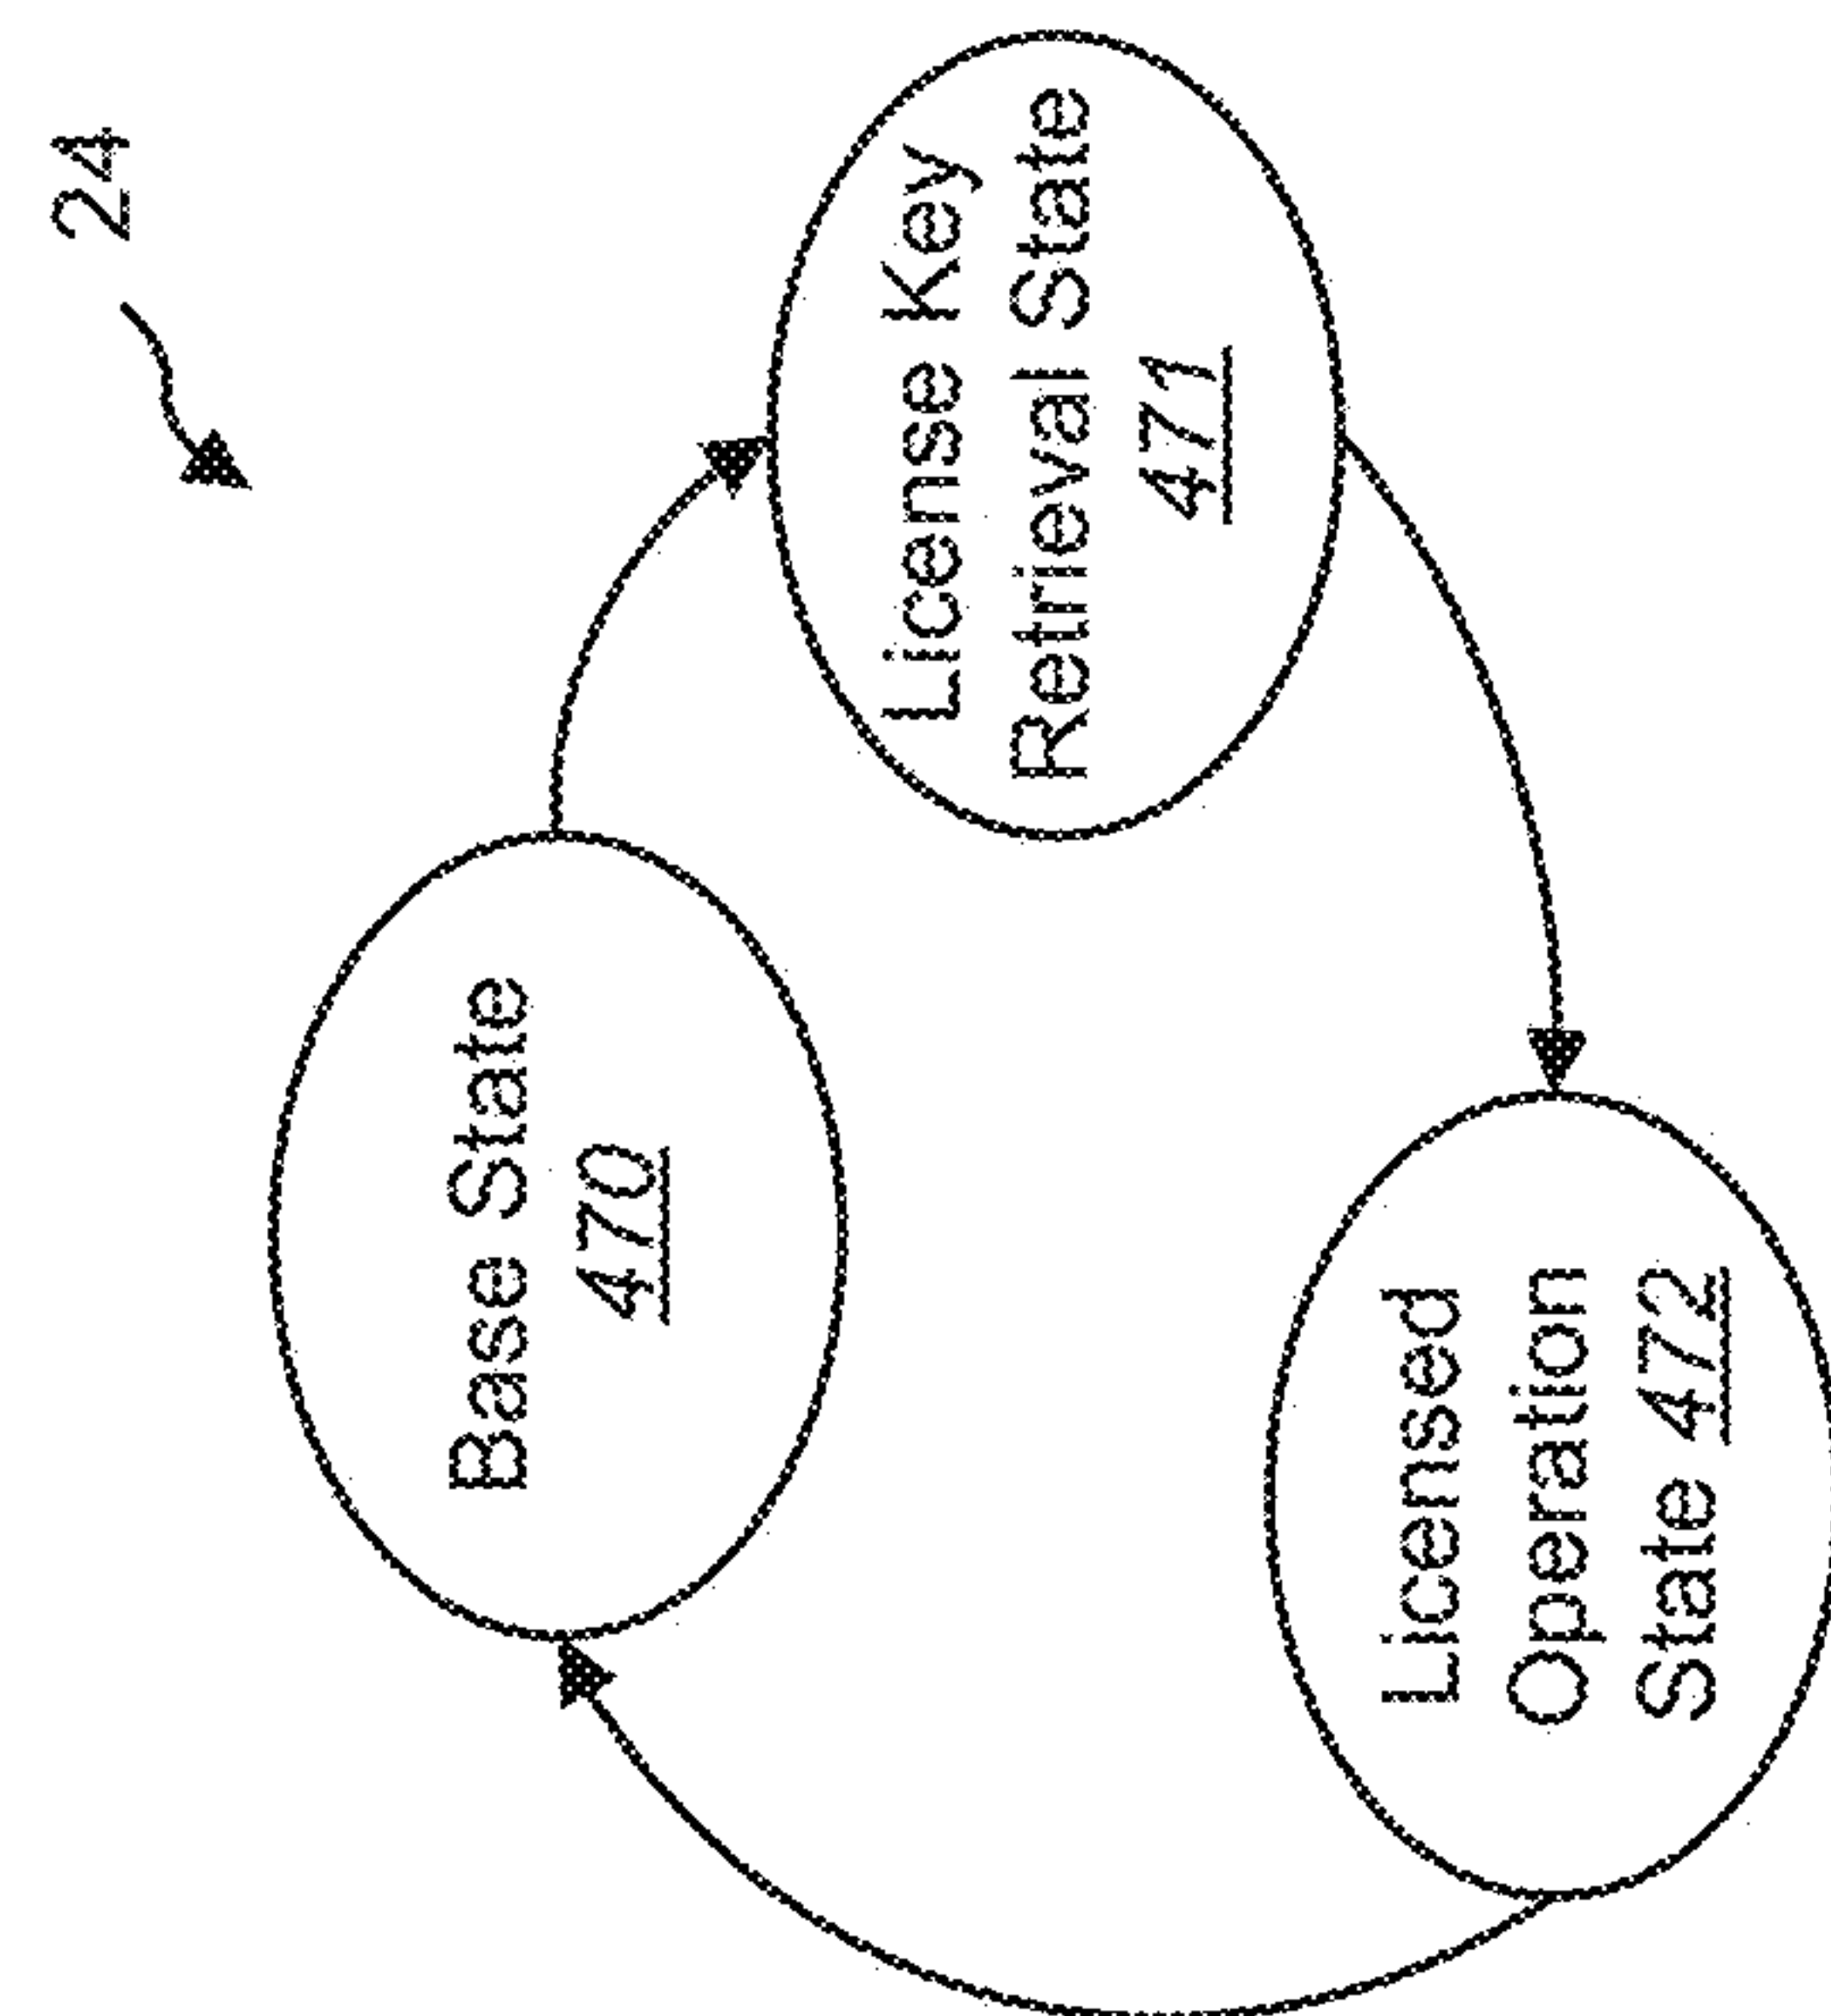 24
Base State
470
License Key
Retrieval State
471
Licensed
Operation
State 472